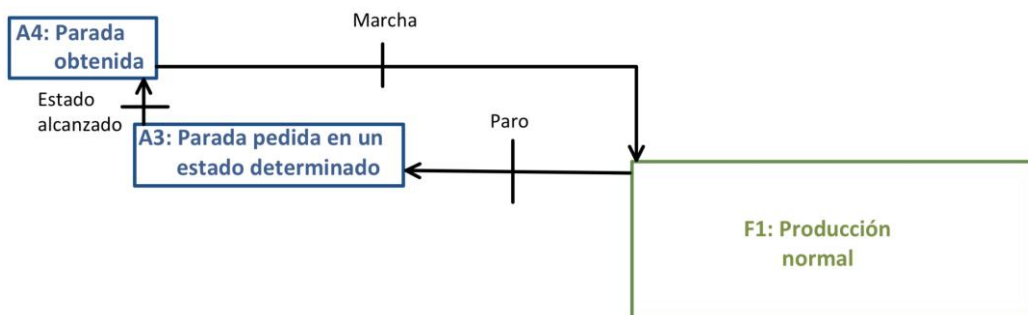 Marcha
A4: Parada
obtenida
Estado
alcanzado
Paro
A3: Parada pedida en un
estado determinado
F1: Producción
normal